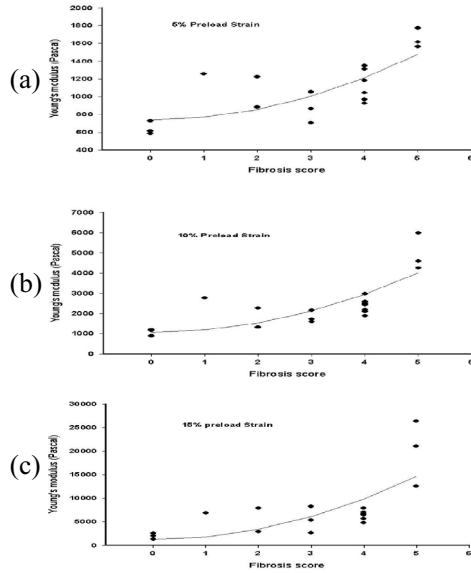 (a)
5% Preload Strain
Young's modulus (Pascal)
2000
1800
1600
1400
1200
1000
800
600
400
0 1 2 3 4 5 6
Fibrosis score
(b)
10% Preload Strain
Young's modulus (Pascal)
7000
6000
5000
4000
3000
2000
1000
0
0 1 2 3 4 5 6
Fibrosis score
(c)
15% preload Strain
Young's modulus (Pascal)
30000
25000
20000
15000
10000
5000
0
0 1 2 3 4 5 6
Fibrosis score